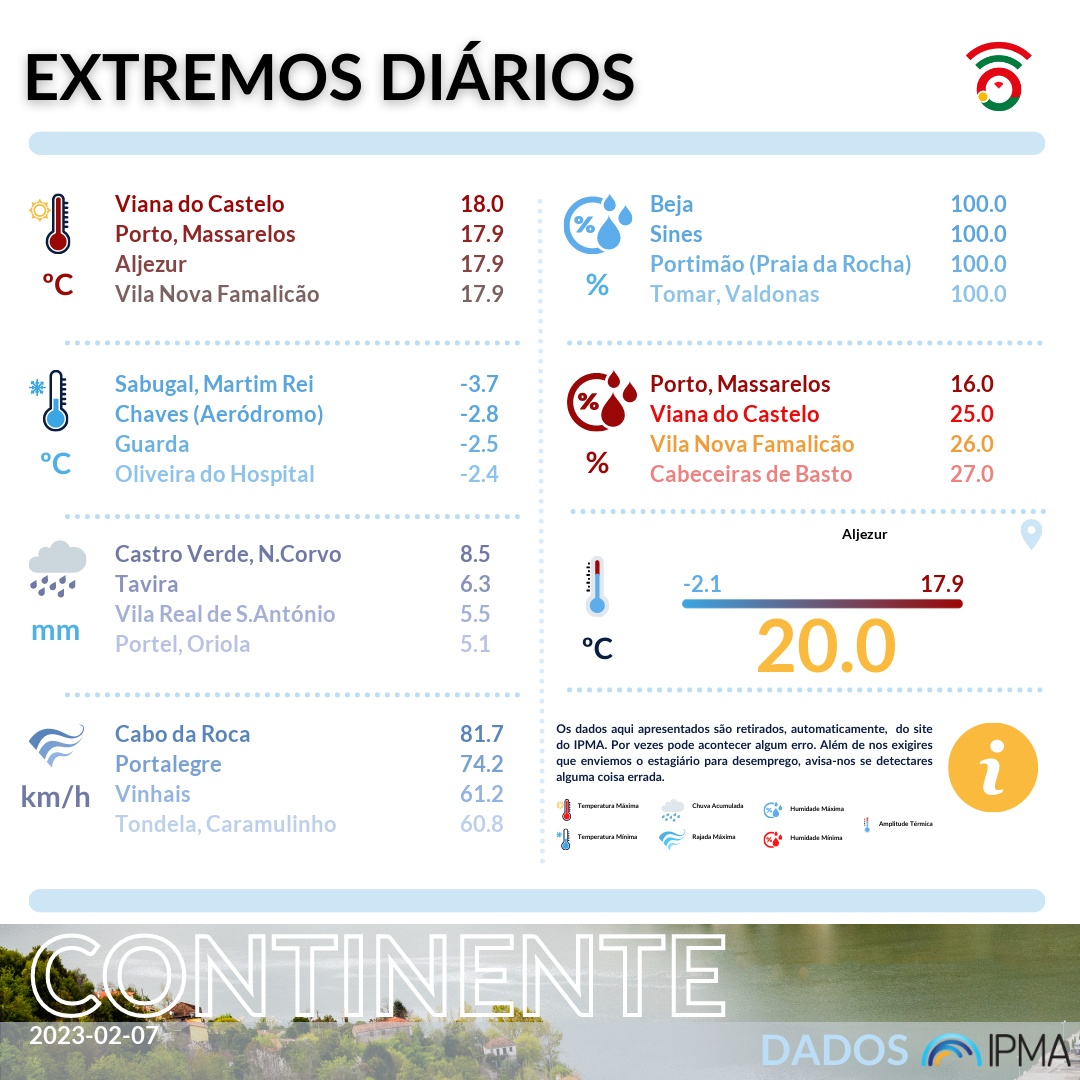 EXTREMOS DIÁRIOS
Viana do Castelo 18.0
Porto, Massarelos 17.9
Aljezur 17.9
Vila Nova Famalicão 17.9
ºC
Sabugal, Martim Rei -3.7
Chaves (Aeródromo) -2.8
Guarda -2.5
Oliveira do Hospital -2.4
ºC
Castro Verde, N.Corvo 8.5
Tavira 6.3
Vila Real de S.António 5.5
Portel, Oriola 5.1
mm
Cabo da Roca 81.7
Portalegre 74.2
Vinhais 61.2
Tondela, Caramulinho 60.8
km/h
%
Beja 100.0
Sines 100.0
Portimão (Praia da Rocha) 100.0
Tomar, Valdonas 100.0
%
%
Porto, Massarelos 16.0
Viana do Castelo 25.0
Vila Nova Famalicão 26.0
Cabeceiras de Basto 27.0
%
Aljezur
-2.1 17.9
20.0
ºC
Os dados aqui apresentados são retirados, automaticamente, do site
do IPMA. Por vezes pode acontecer algum erro. Além de nos exigires
que enviemos o estagiário para desemprego, avisa-nos se detectares
alguma coisa errada.
i
Temperatura Máxima Chuva Acumulada Humidade Máxima
Amplitude Térmica
Temperatura Mínima Rajada Máxima Humidade Mínima
CONTINENTE
2023-02-07
DADOS IPMA